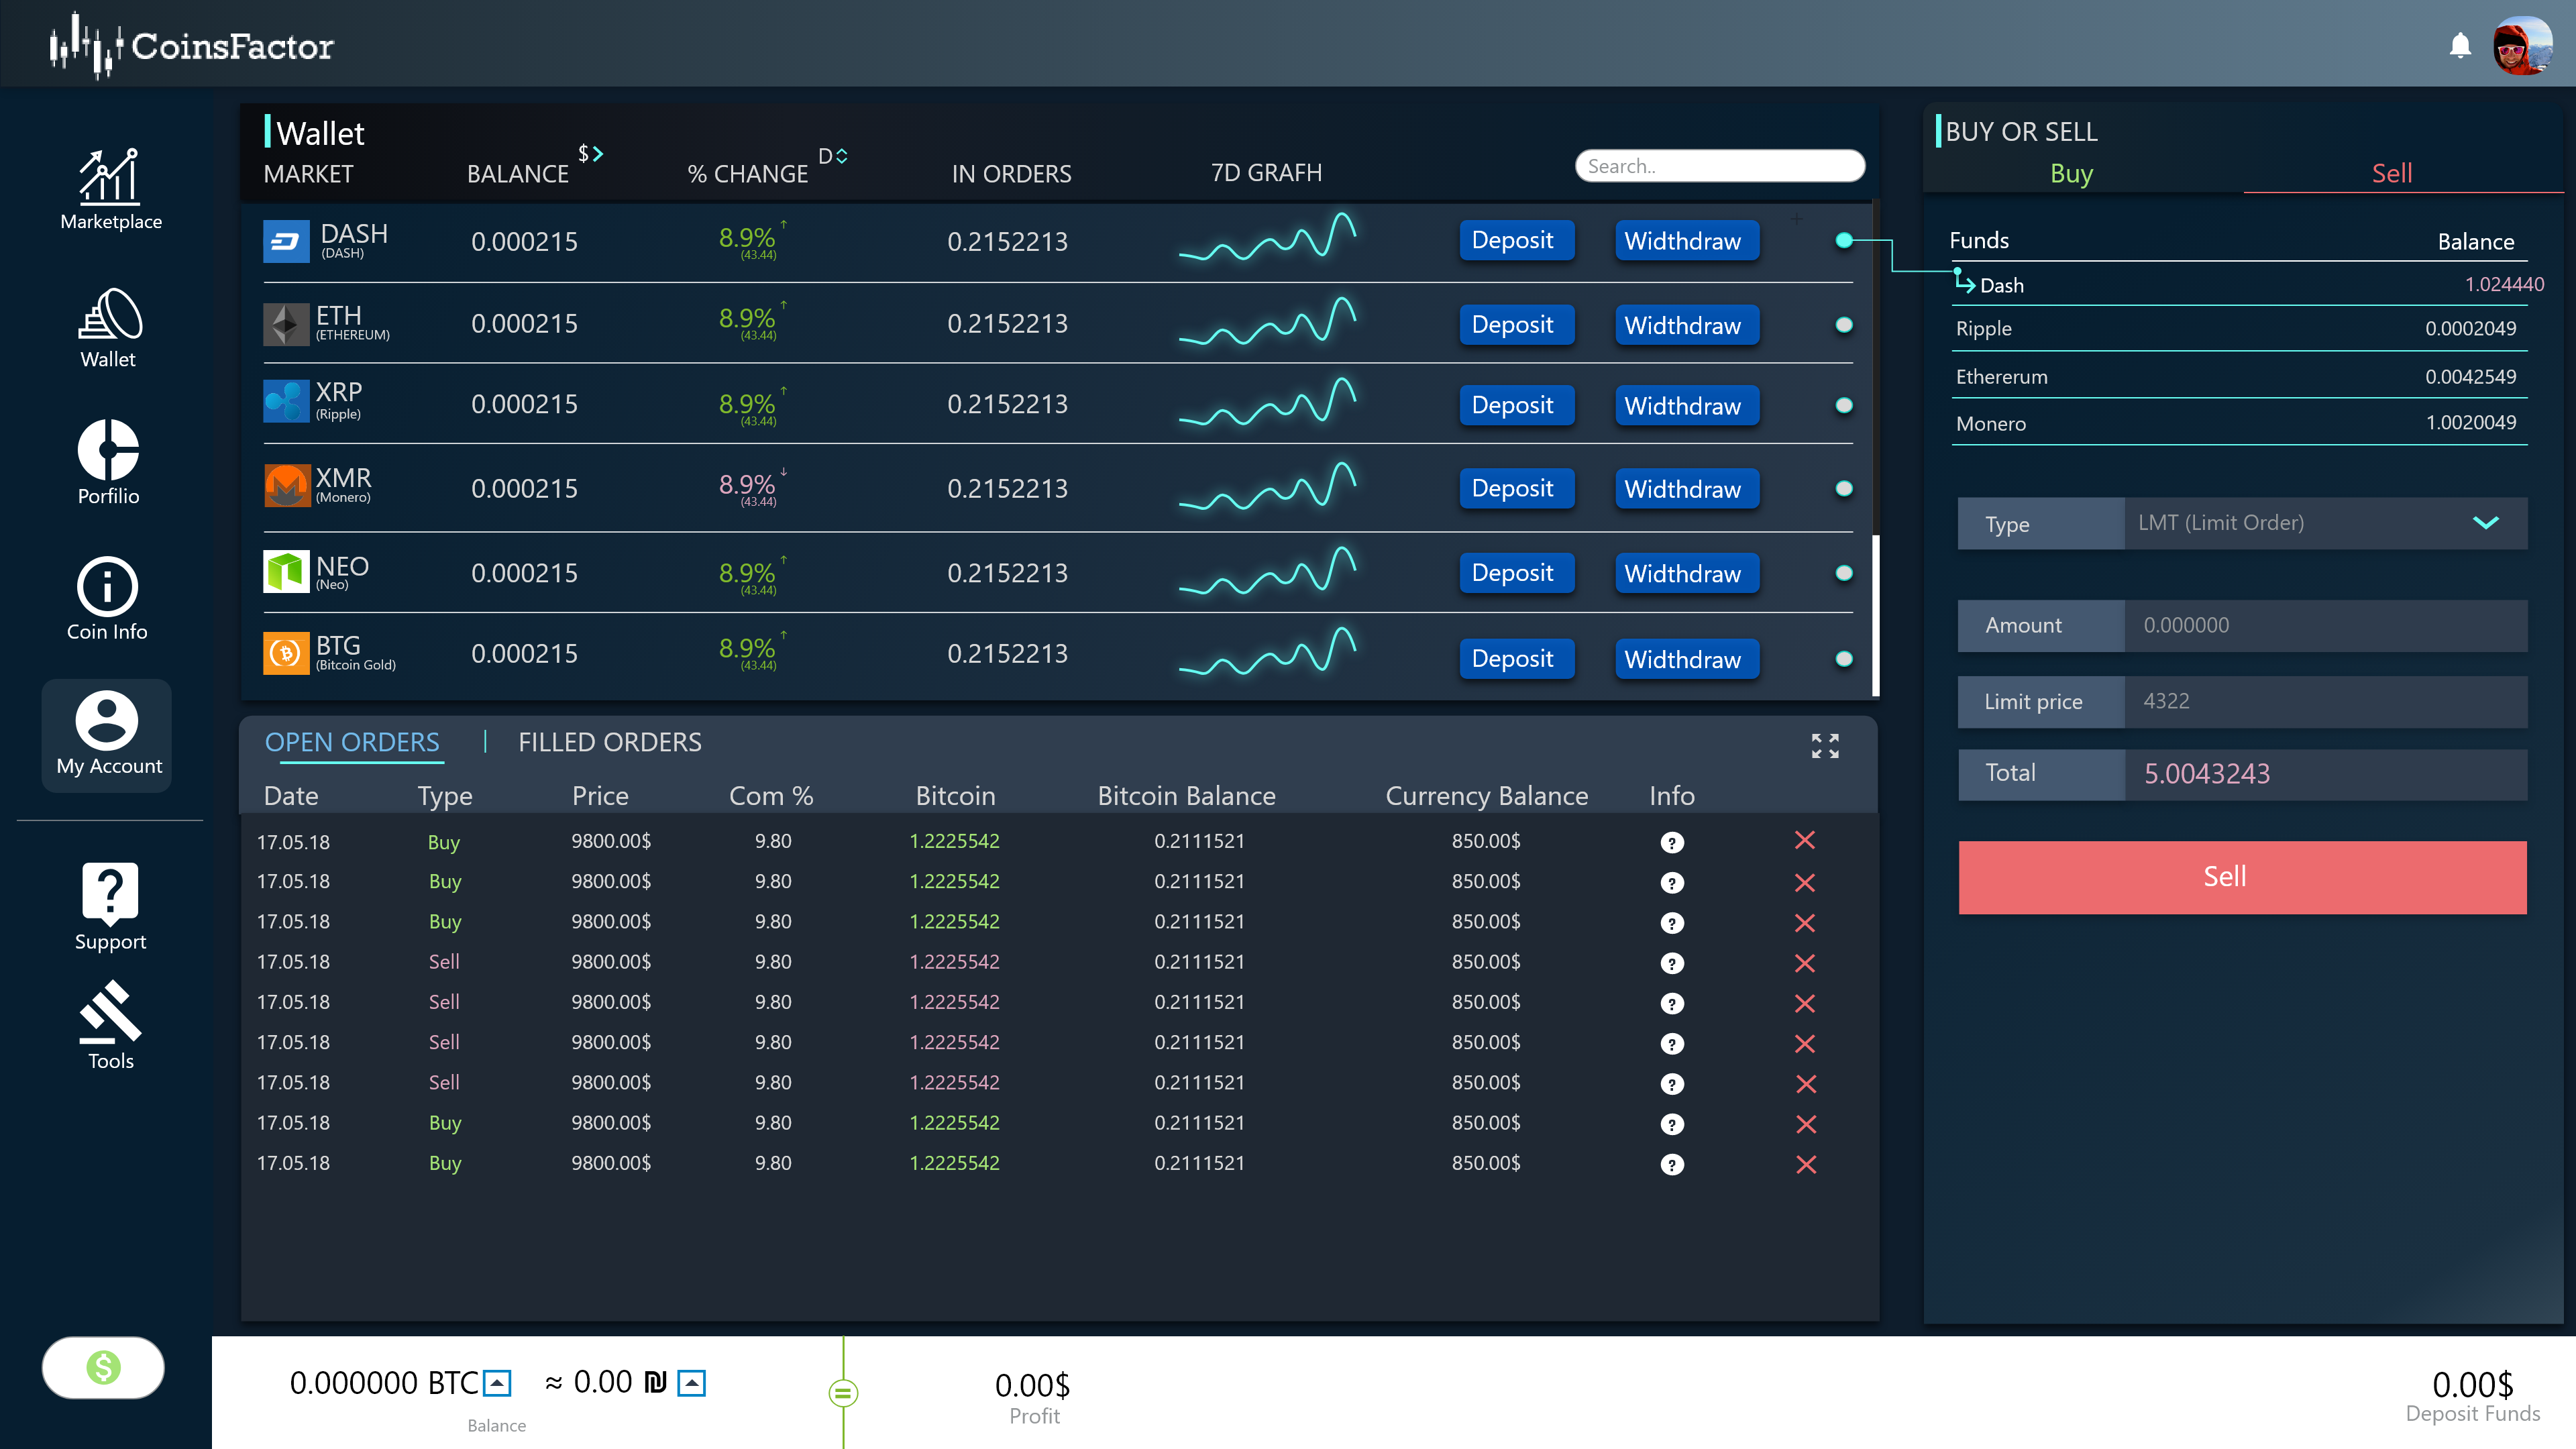 CoinsFactor
Marketplace
Wallet
Porfilio
Coin Info
My Account
Support
Tools
Wallet
MARKET BALANCE $ % CHANGE D IN ORDERS 7D GRAFH Search..
DASH 0.000215 8.9% 0.2152213 Deposit Widthdraw
(DASH) (43.44)
ETH 0.000215 8.9% 0.2152213 Deposit Widthdraw
(ETHEREUM) (43.44)
XRP 0.000215 8.9% 0.2152213 Deposit Widthdraw
(Ripple) (43.44)
XMR 0.000215 8.9% 0.2152213 Deposit Widthdraw
(Monero) (43.44)
NEO 0.000215 8.9% 0.2152213 Deposit Widthdraw
(Neo) (43.44)
BTG 0.000215 8.9% 0.2152213 Deposit Widthdraw
(Bitcoin Gold) (43.44)
OPEN ORDERS | FILLED ORDERS
Date Type Price Com % Bitcoin Bitcoin Balance Currency Balance Info
17.05.18 Buy 9800.00$ 9.80 1.2225542 0.2111521 850.00$ ?
17.05.18 Buy 9800.00$ 9.80 1.2225542 0.2111521 850.00$ ?
17.05.18 Buy 9800.00$ 9.80 1.2225542 0.2111521 850.00$ ?
17.05.18 Sell 9800.00$ 9.80 1.2225542 0.2111521 850.00$ ?
17.05.18 Sell 9800.00$ 9.80 1.2225542 0.2111521 850.00$ ?
17.05.18 Sell 9800.00$ 9.80 1.2225542 0.2111521 850.00$ ?
17.05.18 Sell 9800.00$ 9.80 1.2225542 0.2111521 850.00$ ?
17.05.18 Buy 9800.00$ 9.80 1.2225542 0.2111521 850.00$ ?
17.05.18 Buy 9800.00$ 9.80 1.2225542 0.2111521 850.00$ ?
BUY OR SELL
Buy Sell
Funds Balance
Dash 1.024440
Ripple 0.0002049
Ethererum 0.0042549
Monero 1.0020049
Type LMT (Limit Order)
Amount 0.000000
Limit price 4322
Total 5.0043243
Sell
0.000000 BTC ≈ 0.00 ₪
Balance
0.00$
Profit
0.00$
Deposit Funds